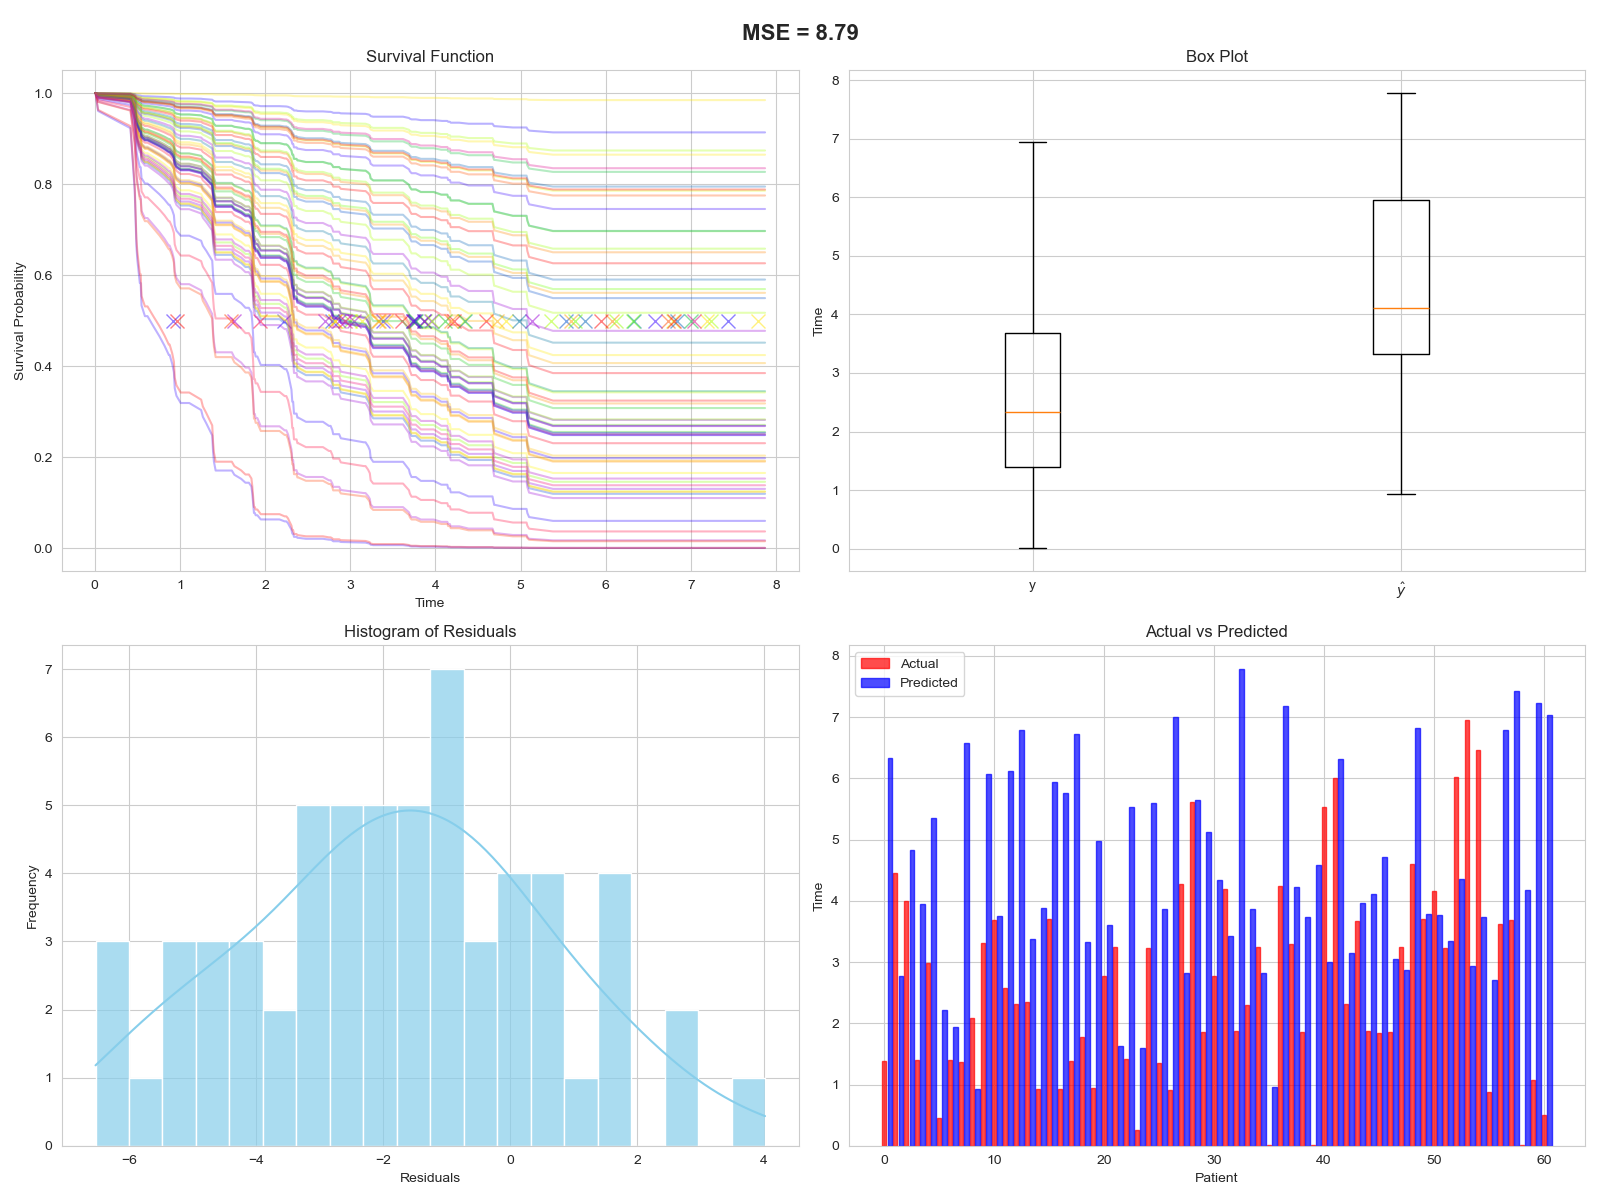 MSE = 8.79
Survival Function
Survival Probability
1.0
0.8
0.6
0.4
0.2
0.0
0 1 2 3 4 5 6 7 8
Time
Box Plot
Time
8
7
6
5
4
3
2
1
0
y ŷ
Histogram of Residuals
Frequency
7
6
5
4
3
2
1
0
−6 −4 −2 0 2 4
Residuals
Actual vs Predicted
Actual
Predicted
Time
8
7
6
5
4
3
2
1
0
0 10 20 30 40 50 60
Patient